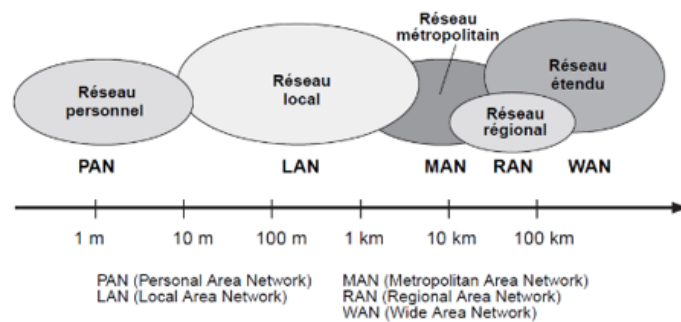 Réseau
métropolitain
Réseau
personnel
Réseau
local
Réseau
étendu
Réseau
régional
PAN LAN MAN RAN WAN
1 m 10 m 100 m 1 km 10 km 100 km
PAN (Personal Area Network) MAN (Metropolitan Area Network)
LAN (Local Area Network) RAN (Regional Area Network)
WAN (Wide Area Network)